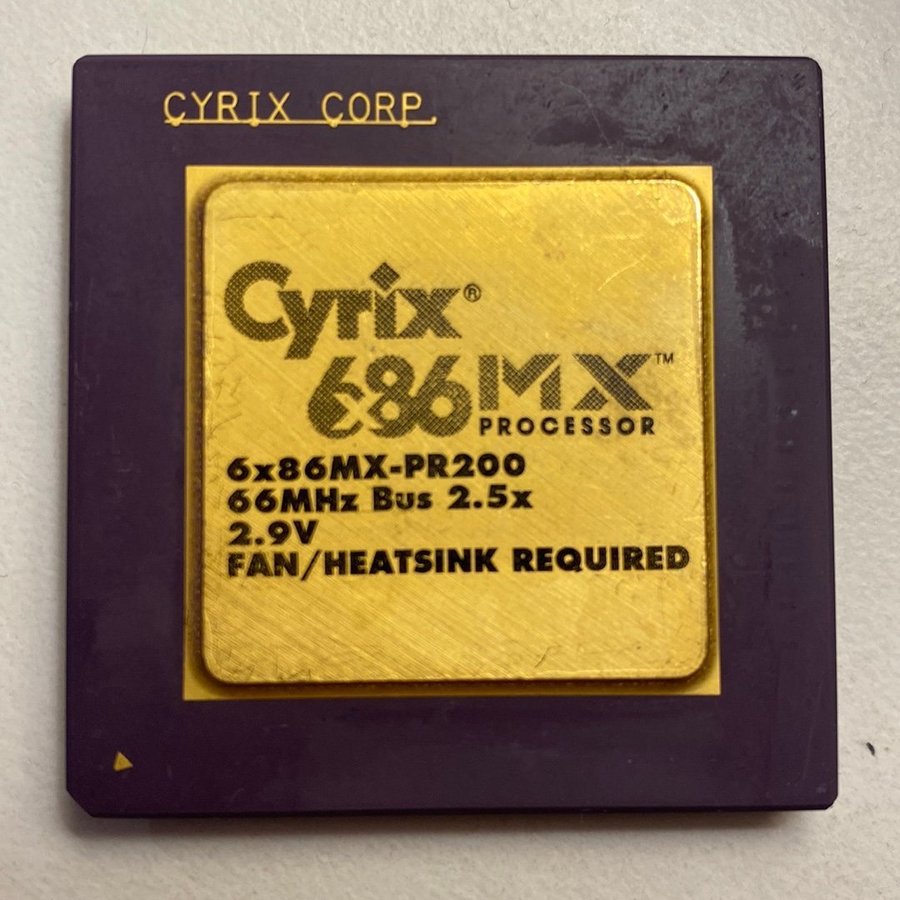 CYRIX CORP.
Cyrix®
6x86MX™
PROCESSOR
6x86MX-PR200
66MHz Bus 2.5x
2.9V
FAN/HEATSINK REQUIRED